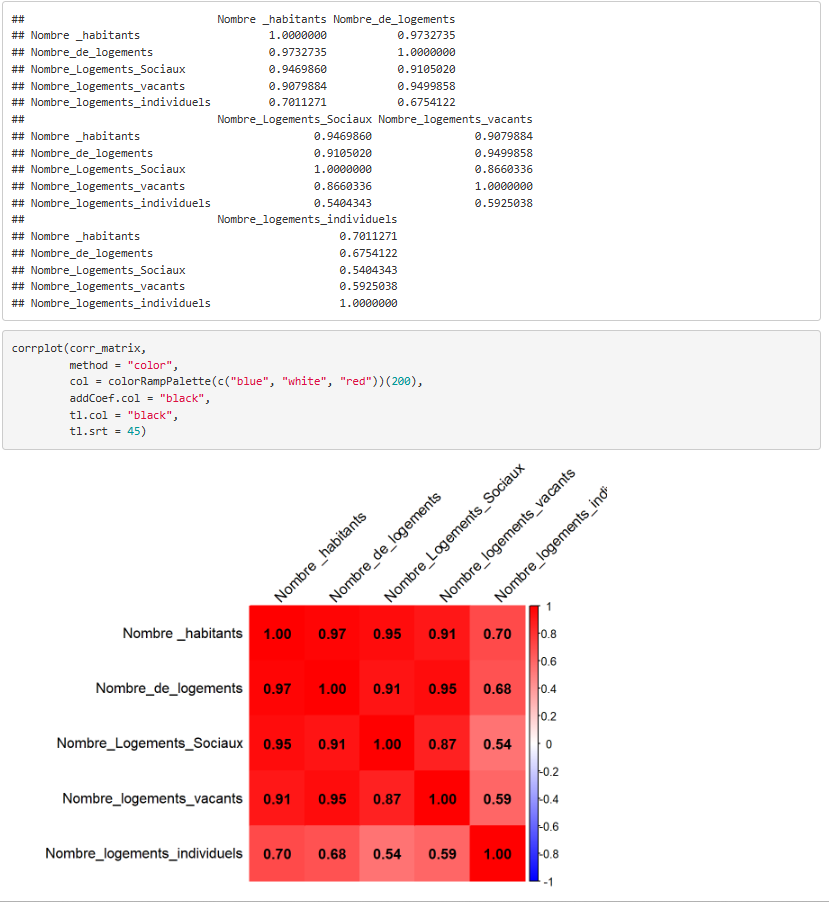 ## Nombre _habitants Nombre_de_logements
## Nombre _habitants 1.0000000 0.9732735
## Nombre_de_logements 0.9732735 1.0000000
## Nombre_Logements_Sociaux 0.9469860 0.9105020
## Nombre_logements_vacants 0.9079884 0.9499858
## Nombre_logements_individuels 0.7011271 0.6754122
## Nombre_Logements_Sociaux Nombre_logements_vacants
## Nombre _habitants 0.9469860 0.9079884
## Nombre_de_logements 0.9105020 0.9499858
## Nombre_Logements_Sociaux 1.0000000 0.8660336
## Nombre_logements_vacants 0.8660336 1.0000000
## Nombre_logements_individuels 0.5404343 0.5925038
## Nombre_logements_individuels
## Nombre _habitants 0.7011271
## Nombre_de_logements 0.6754122
## Nombre_Logements_Sociaux 0.5404343
## Nombre_logements_vacants 0.5925038
## Nombre_logements_individuels 1.0000000
corrplot(corr_matrix,
method = "color",
col = colorRampPalette(c("blue", "white", "red"))(200),
addCoef.col = "black",
tl.col = "black",
tl.srt = 45)
Nombre _habitants
Nombre_de_logements
Nombre_Logements_Sociaux
Nombre_logements_vacants
Nombre_logements_indi
Nombre _habitants 1.00 0.97 0.95 0.91 0.70
Nombre_de_logements 0.97 1.00 0.91 0.95 0.68
Nombre_Logements_Sociaux 0.95 0.91 1.00 0.87 0.54
Nombre_logements_vacants 0.91 0.95 0.87 1.00 0.59
Nombre_logements_individuels 0.70 0.68 0.54 0.59 1.00
1
0.8
0.6
0.4
0.2
0
-0.2
-0.4
-0.6
-0.8
-1